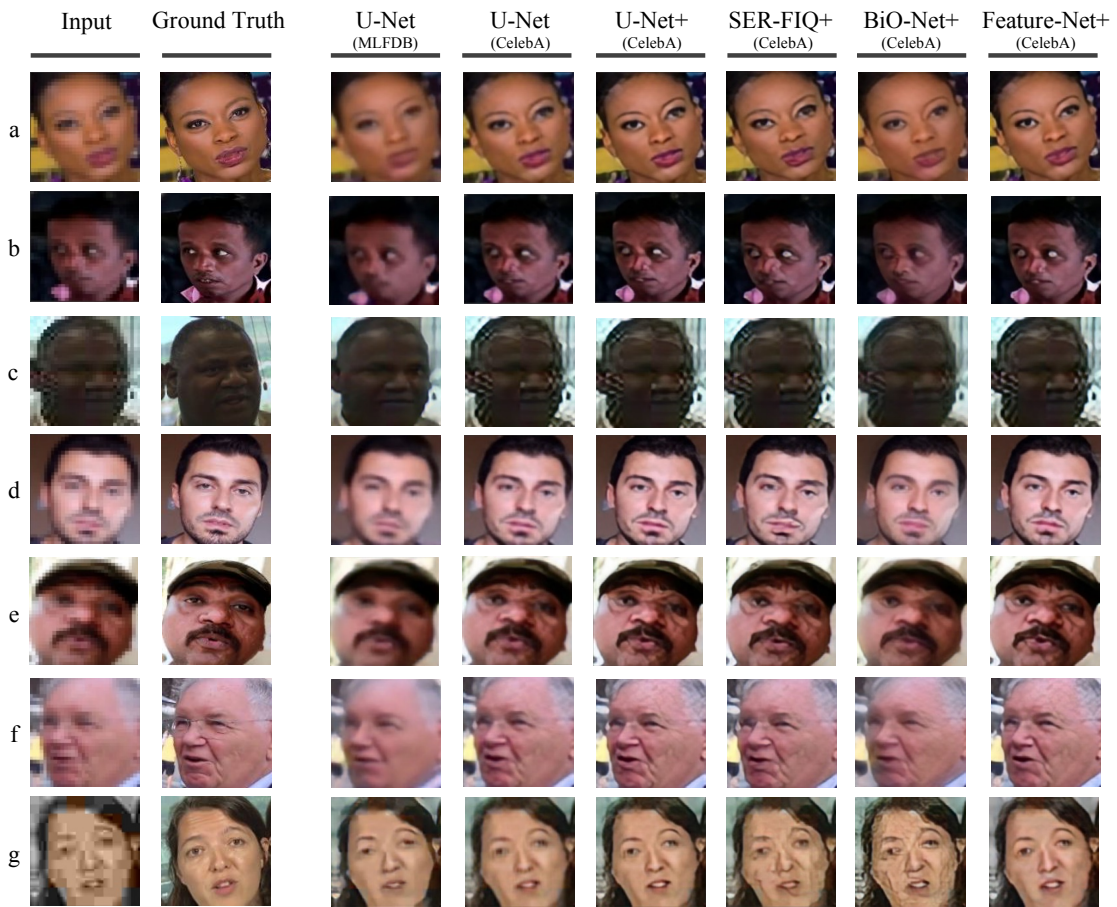 Input Ground Truth U-Net U-Net U-Net+ SER-FIQ+ BiO-Net+ Feature-Net+
(MLFDB) (CelebA) (CelebA) (CelebA) (CelebA) (CelebA)
a
b
c
d
e
f
g